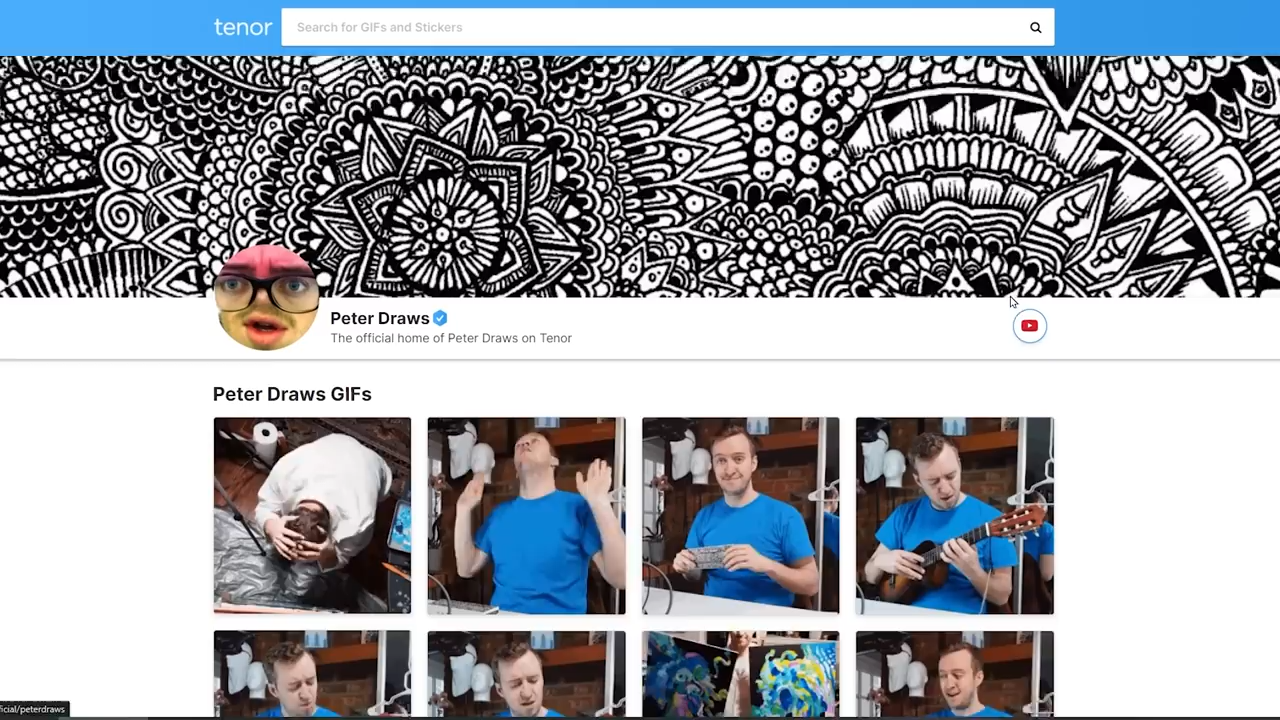 tenor
Search for GIFs and Stickers
Peter Draws
The official home of Peter Draws on Tenor
Peter Draws GIFs
ficial/peterdraws